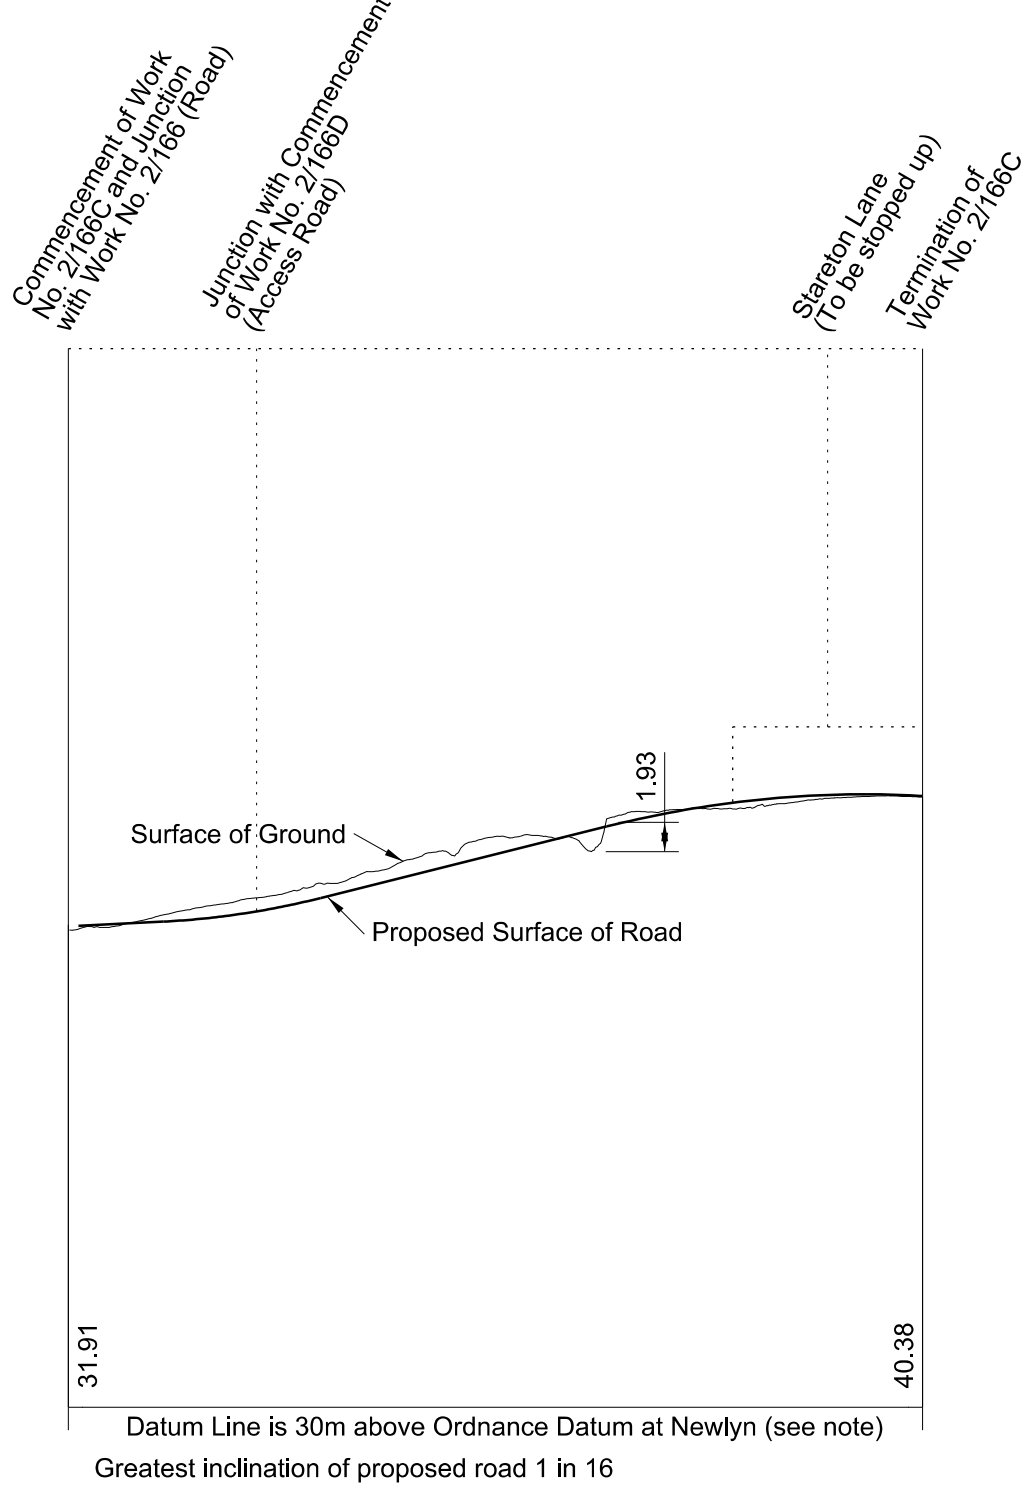 Commencement of Work
No. 2/166C and Junction
with Work No. 2/166 (Road)
Junction with Commencement
of Work No. 2/166D
(Access Road)
Stareton Lane
(To be stopped up)
Termination of
Work No. 2/166C
1.93
Surface of Ground
Proposed Surface of Road
31.91
40.38
Datum Line is 30m above Ordnance Datum at Newlyn (see note)
Greatest inclination of proposed road 1 in 16